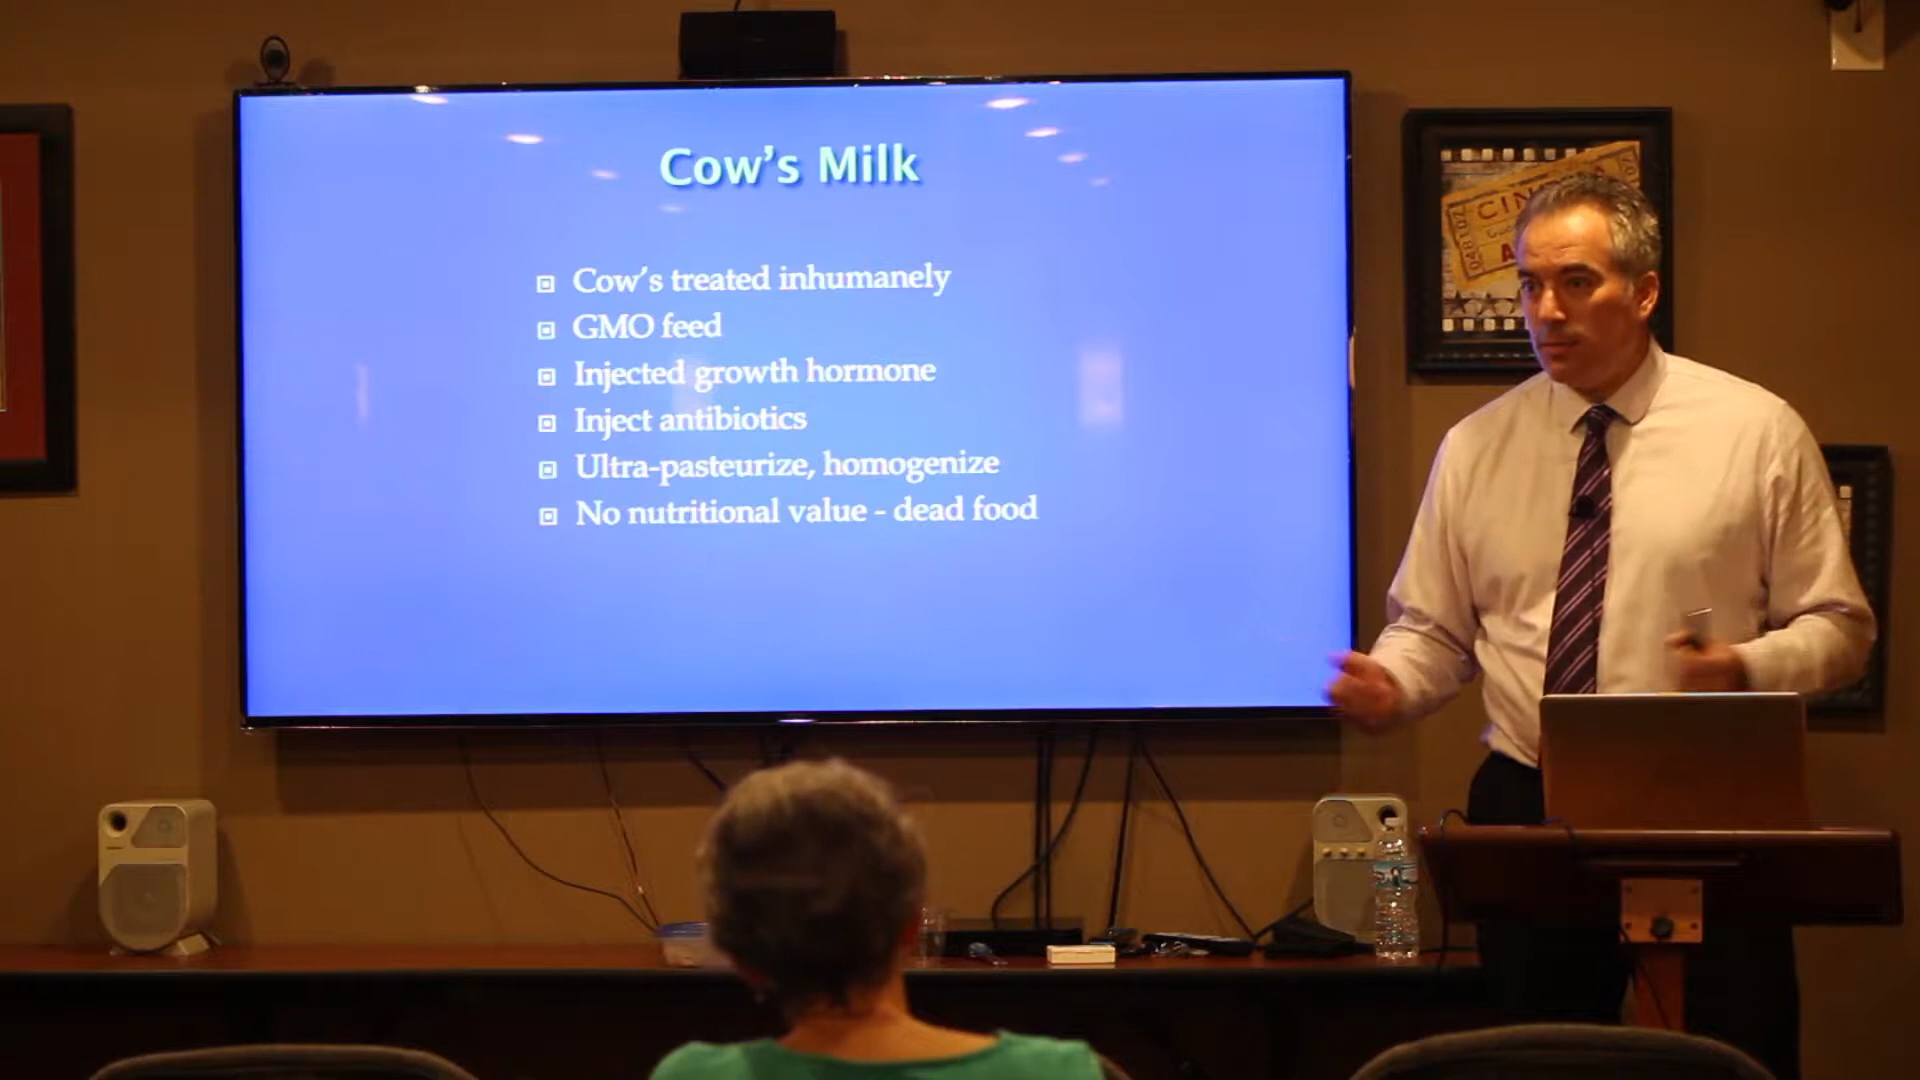 Cow's Milk
Cow's treated inhumanely
GMO feed
Injected growth hormone
Inject antibiotics
Ultra-pasteurize, homogenize
No nutritional value - dead food